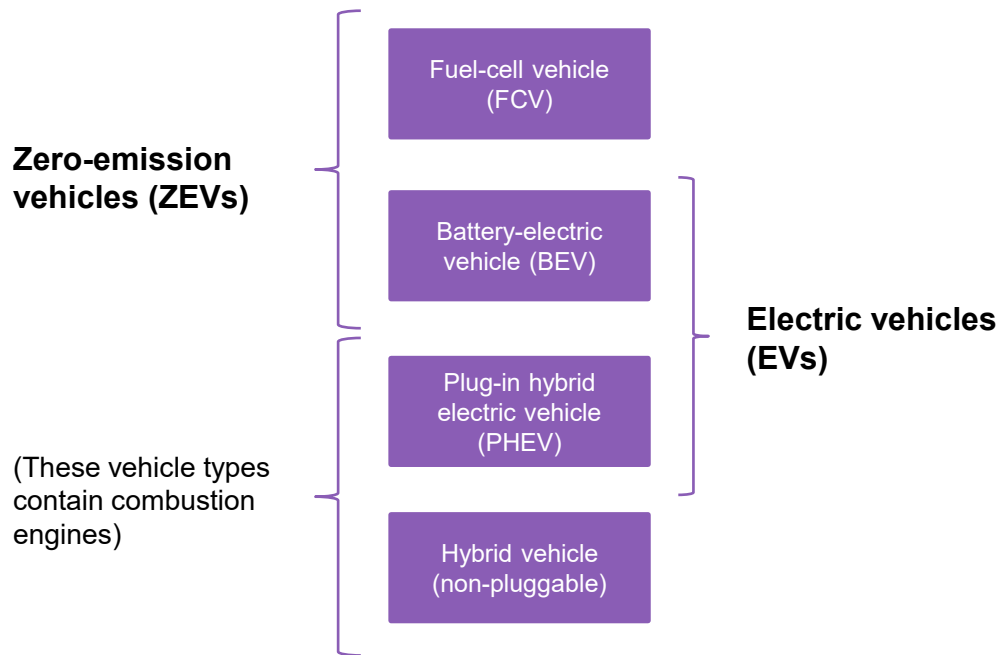 Fuel-cell vehicle
(FCV)
Zero-emission
vehicles (ZEVs)
Battery-electric
vehicle (BEV)
Electric vehicles
(EVs)
Plug-in hybrid
electric vehicle
(PHEV)
(These vehicle types
contain combustion
engines)
Hybrid vehicle
(non-pluggable)